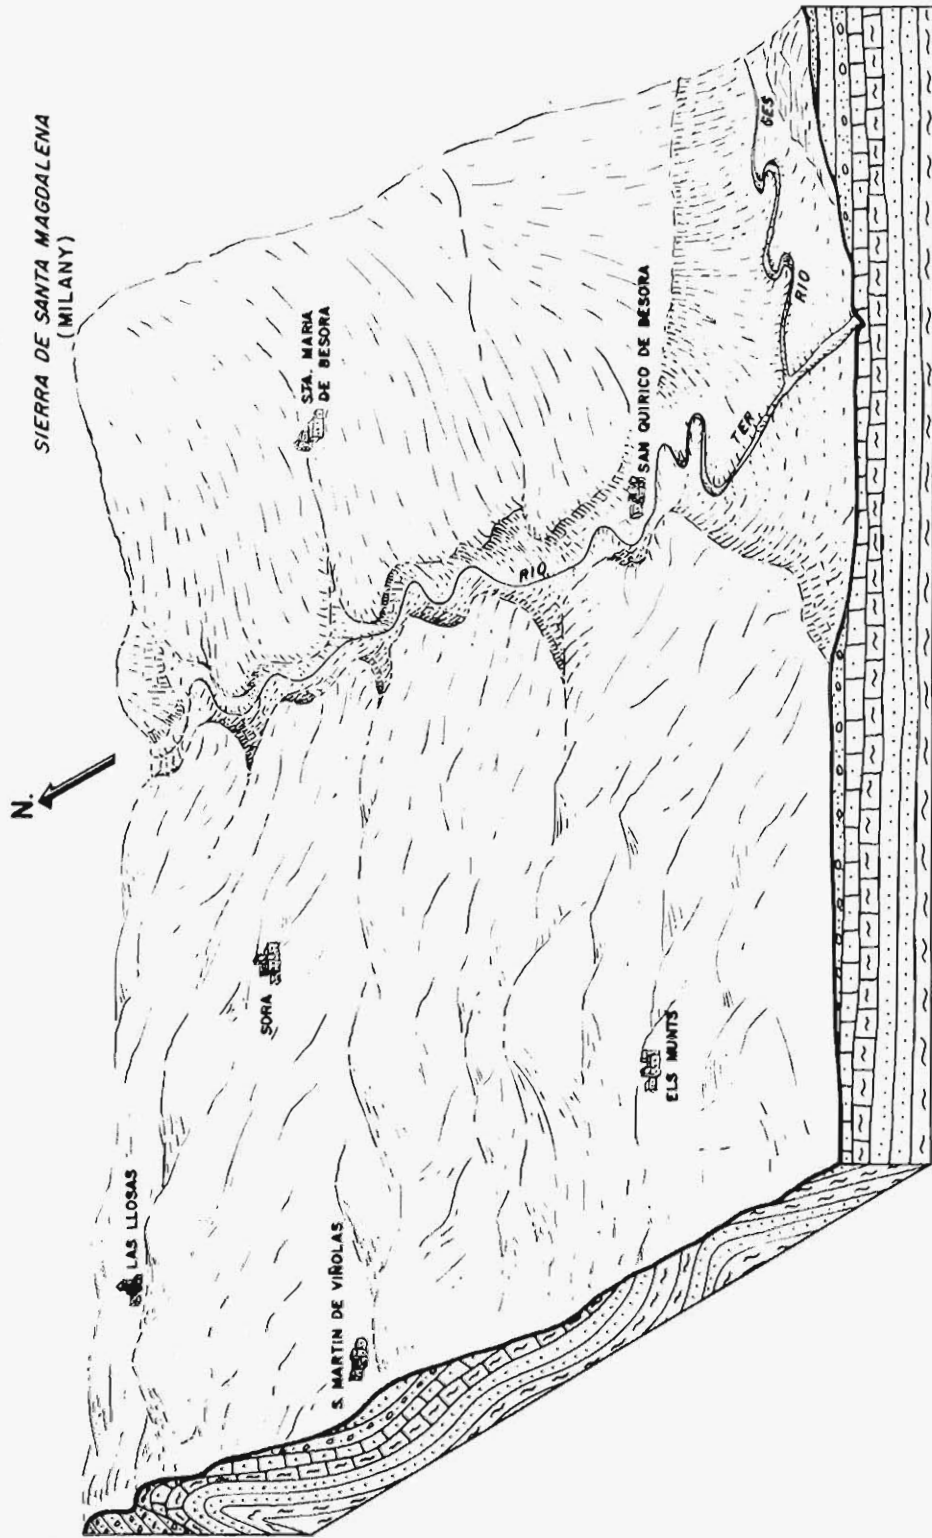 SIERRA DE SANTA MAGDALENA
(MILANY)
N.
LAS LLOSAS
SORA
STA. MARIA
DE BESORA
S. MARTIN DE VIÑOLAS
RIO
SAN QUIRICO DE BESORA
ELS MUNTS
TER
RIO
GES